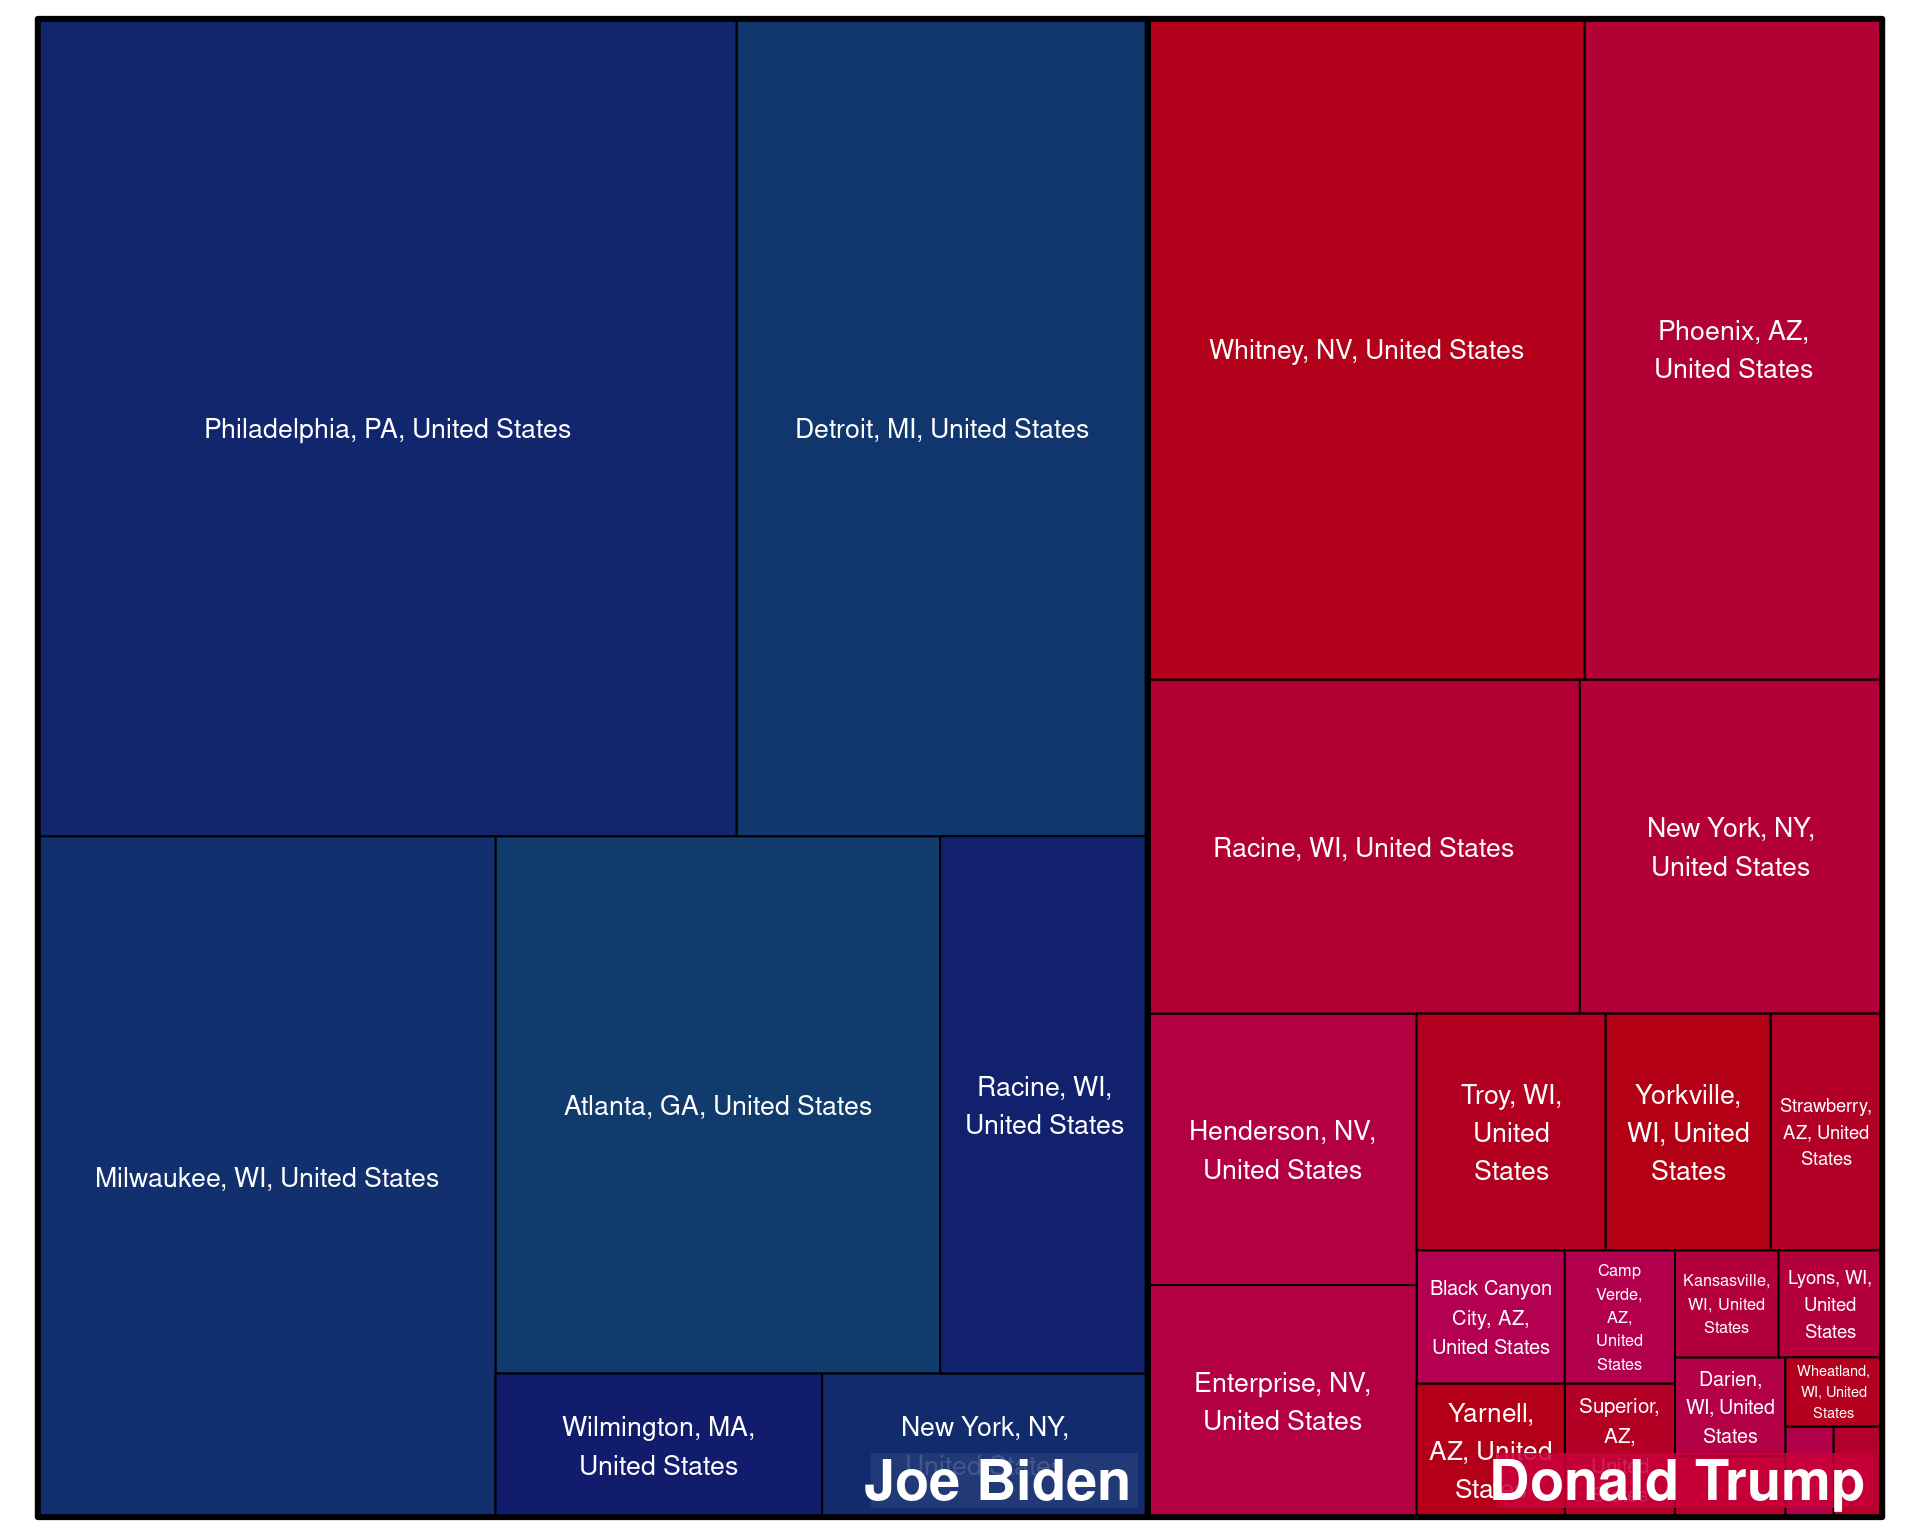 Philadelphia, PA, United States
Detroit, MI, United States
Milwaukee, WI, United States
Atlanta, GA, United States
Racine, WI,
United States
Wilmington, MA,
United States
New York, NY,
United States
Joe Biden
Whitney, NV, United States
Phoenix, AZ,
United States
Racine, WI, United States
New York, NY,
United States
Henderson, NV,
United States
Troy, WI,
United
States
Yorkville,
WI, United
States
Strawberry,
AZ, United
States
Enterprise, NV,
United States
Black Canyon
City, AZ,
United States
Camp
Verde,
AZ,
United
States
Kansasville,
WI, United
States
Lyons, WI,
United
States
Yarnell,
AZ, United
States
Superior,
AZ,
United
Darien,
WI, United
States
Wheatland,
WI, United
States
Donald Trump